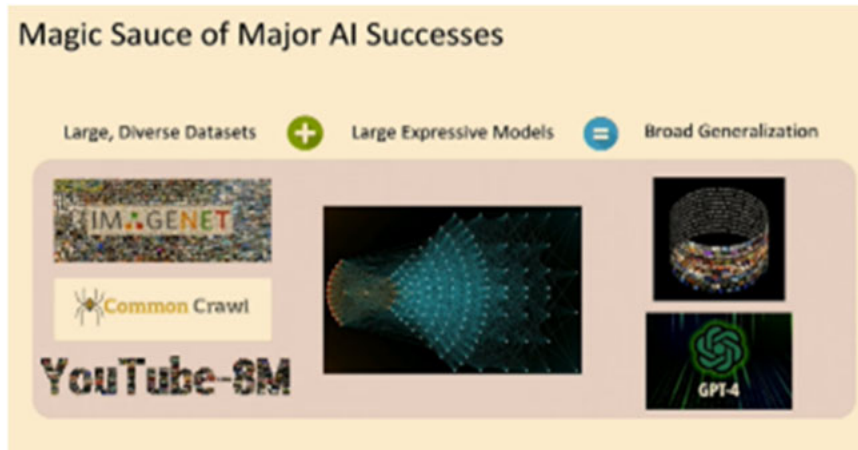 Magic Sauce of Major AI Successes
Large, Diverse Datasets + Large Expressive Models = Broad Generalization
IMAGENET
Common Crawl
YouTube-8M
GPT-4